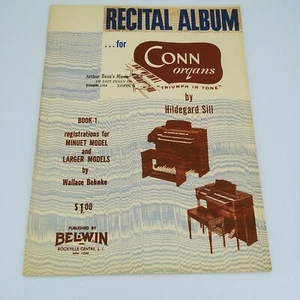 RECITAL ALBUM
...for
CONN
organs
"TRIUMPH IN TONE"
by
Hildegard Sill
BOOK-1
registrations for
MINUET MODEL
and
LARGER MODELS
by
Wallace Behnke
$1.00
PUBLISHED BY
BELWIN
ROCKVILLE CENTRE, L. I.
NEW YORK